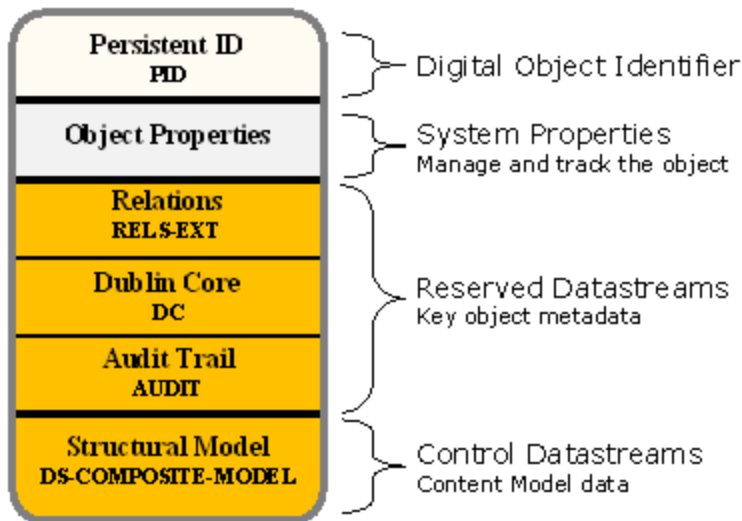 Persistent ID
PID
Digital Object Identifier
Object Properties
System Properties
Manage and track the object
Relations
RELS-EXT
Dublin Core
DC
Audit Trail
AUDIT
Reserved Datastreams
Key object metadata
Structural Model
DS-COMPOSITE-MODEL
Control Datastreams
Content Model data